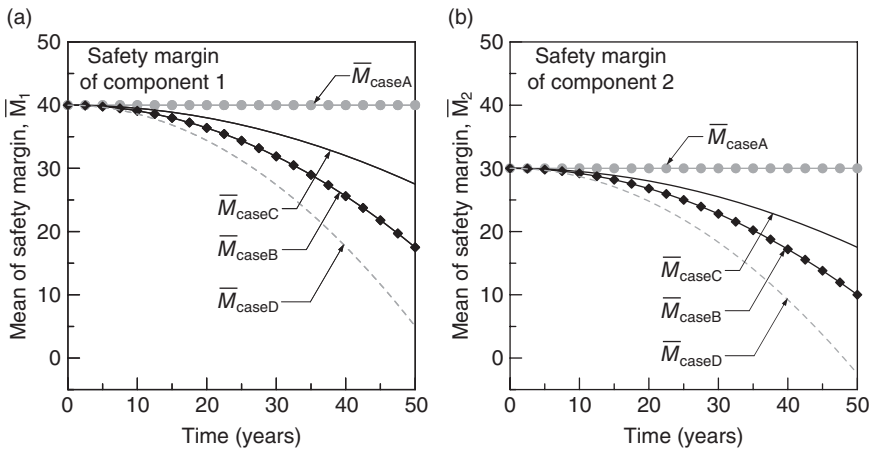 (a)
50
40
30
20
10
0
Mean of safety margin, M̅₁
Safety margin
of component 1
M̅caseA
M̅caseC
M̅caseB
M̅caseD
0 10 20 30 40 50
Time (years)
(b)
50
40
30
20
10
0
Mean of safety margin, M̅₂
Safety margin
of component 2
M̅caseA
M̅caseC
M̅caseB
M̅caseD
0 10 20 30 40 50
Time (years)